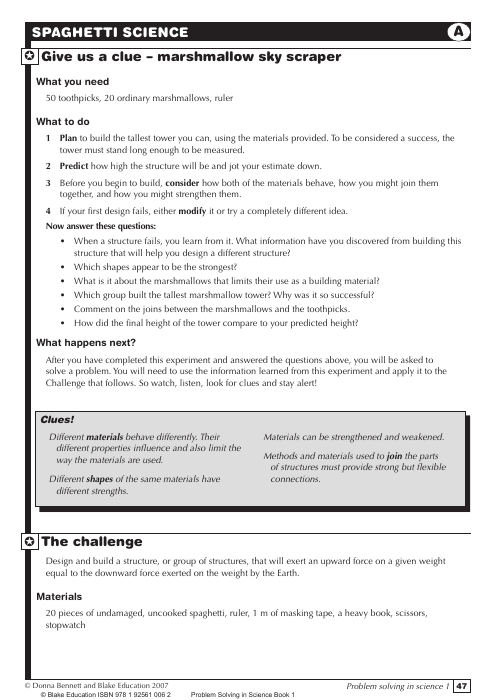 SPAGHETTI SCIENCE
A
Give us a clue – marshmallow sky scraper
What you need
50 toothpicks, 20 ordinary marshmallows, ruler
What to do
1 Plan to build the tallest tower you can, using the materials provided. To be considered a success, the
tower must stand long enough to be measured.
2 Predict how high the structure will be and jot your estimate down.
3 Before you begin to build, consider how both of the materials behave, how you might join them
together, and how you might strengthen them.
4 If your first design fails, either modify it or try a completely different idea.
Now answer these questions:
• When a structure fails, you learn from it. What information have you discovered from building this
structure that will help you design a different structure?
• Which shapes appear to be the strongest?
• What is it about the marshmallows that limits their use as a building material?
• Which group built the tallest marshmallow tower? Why was it so successful?
• Comment on the joins between the marshmallows and the toothpicks.
• How did the final height of the tower compare to your predicted height?
What happens next?
After you have completed this experiment and answered the questions above, you will be asked to
solve a problem. You will need to use the information learned from this experiment and apply it to the
Challenge that follows. So watch, listen, look for clues and stay alert!
Clues!
Different materials behave differently. Their
different properties influence and also limit the
way the materials are used.
Different shapes of the same materials have
different strengths.
Materials can be strengthened and weakened.
Methods and materials used to join the parts
of structures must provide strong but flexible
connections.
The challenge
Design and build a structure, or group of structures, that will exert an upward force on a given weight
equal to the downward force exerted on the weight by the Earth.
Materials
20 pieces of undamaged, uncooked spaghetti, ruler, 1 m of masking tape, a heavy book, scissors,
stopwatch
© Donna Bennett and Blake Education 2007
Problem solving in science 1 47
© Blake Education ISBN 978 1 92561 006 2 Problem Solving in Science Book 1